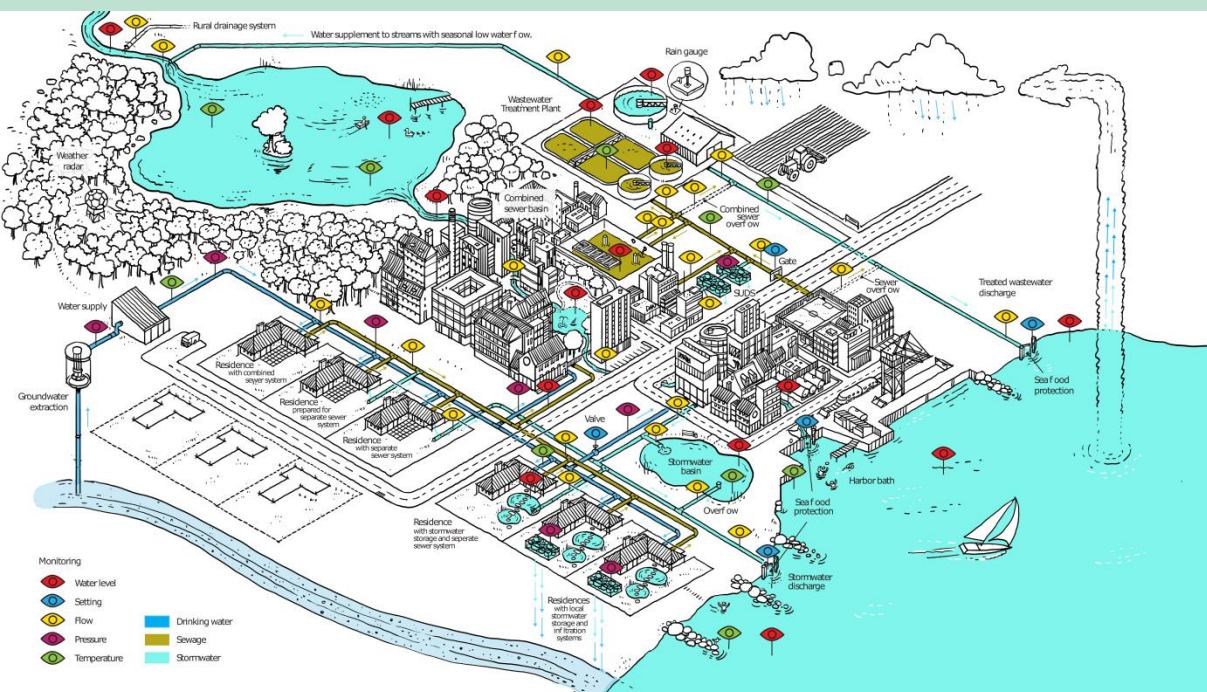 Rural drainage system
Water supplement to streams with seasonal low water f ow.
Rain gauge
Wastewater
Treatment Plant
Weather
radar
Combined
sewer basin
Combined
sewer
overf ow
Gate
SUDS
Sewer
overf ow
Treated wastewater
discharge
Water supply
Groundwater
extraction
Residence
with combined
sewer system
Residence
prepared for
separate sewer
system
Residence
with separate
sewer system
Valve
Sea f ood
protection
Stormwater
basin
Harbor bath
Overf ow
Sea f ood
protection
Residence
with stormwater
storage and seperate
sewer system
Stormwater
discharge
Residences
with local
stormwater
storage and
inf ltration
systems
Monitoring
Water level
Setting
Flow
Pressure
Temperature
Drinking water
Sewage
Stormwater